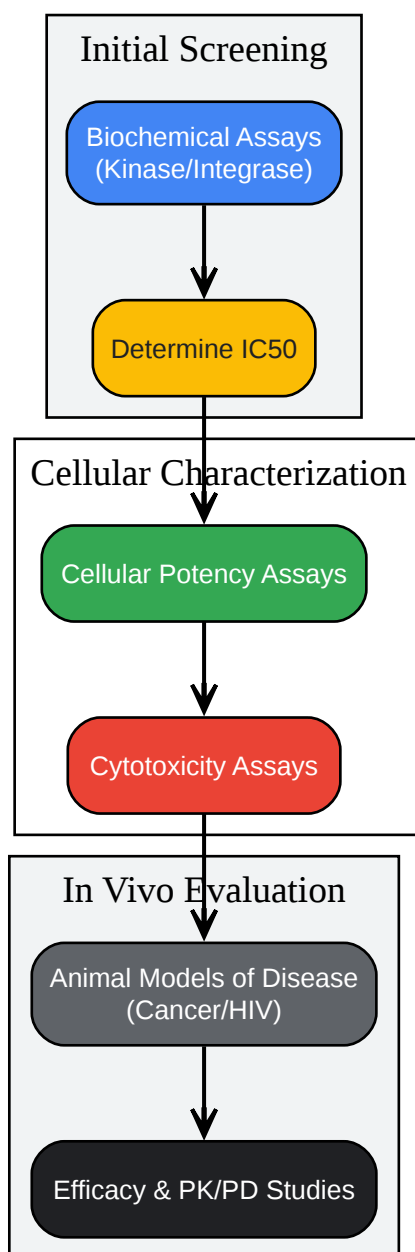 Initial Screening
Biochemical Assays
(Kinase/Integrase)
Determine IC50
Cellular Characterization
Cellular Potency Assays
Cytotoxicity Assays
In Vivo Evaluation
Animal Models of Disease
(Cancer/HIV)
Efficacy & PK/PD Studies